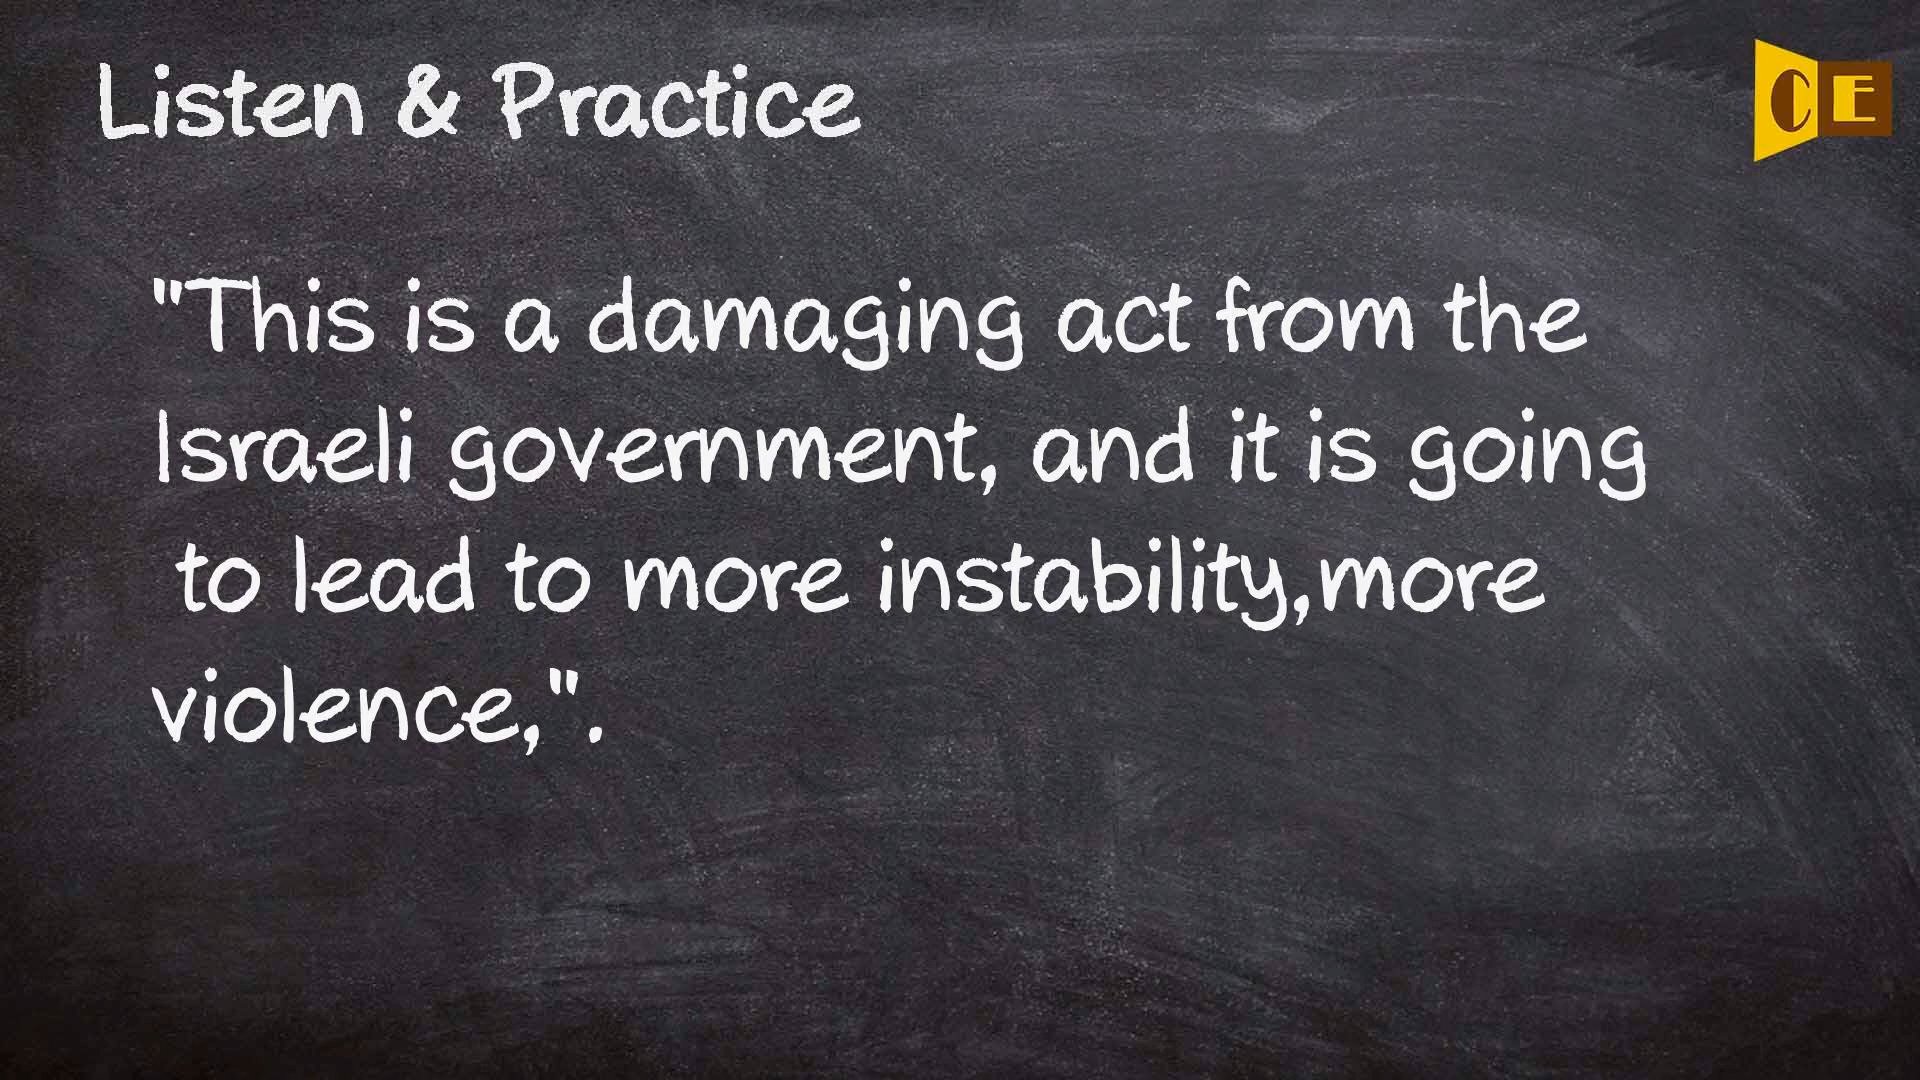 Listen & Practice
CE
"This is a damaging act from the
Israeli government, and it is going
to lead to more instability,more
violence,".